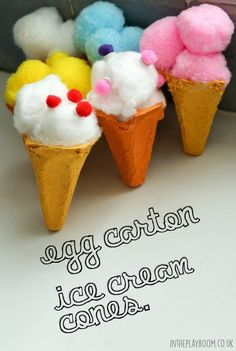 egg carton
ice cream
cones.
INTHEPLAYROOM.CO.UK